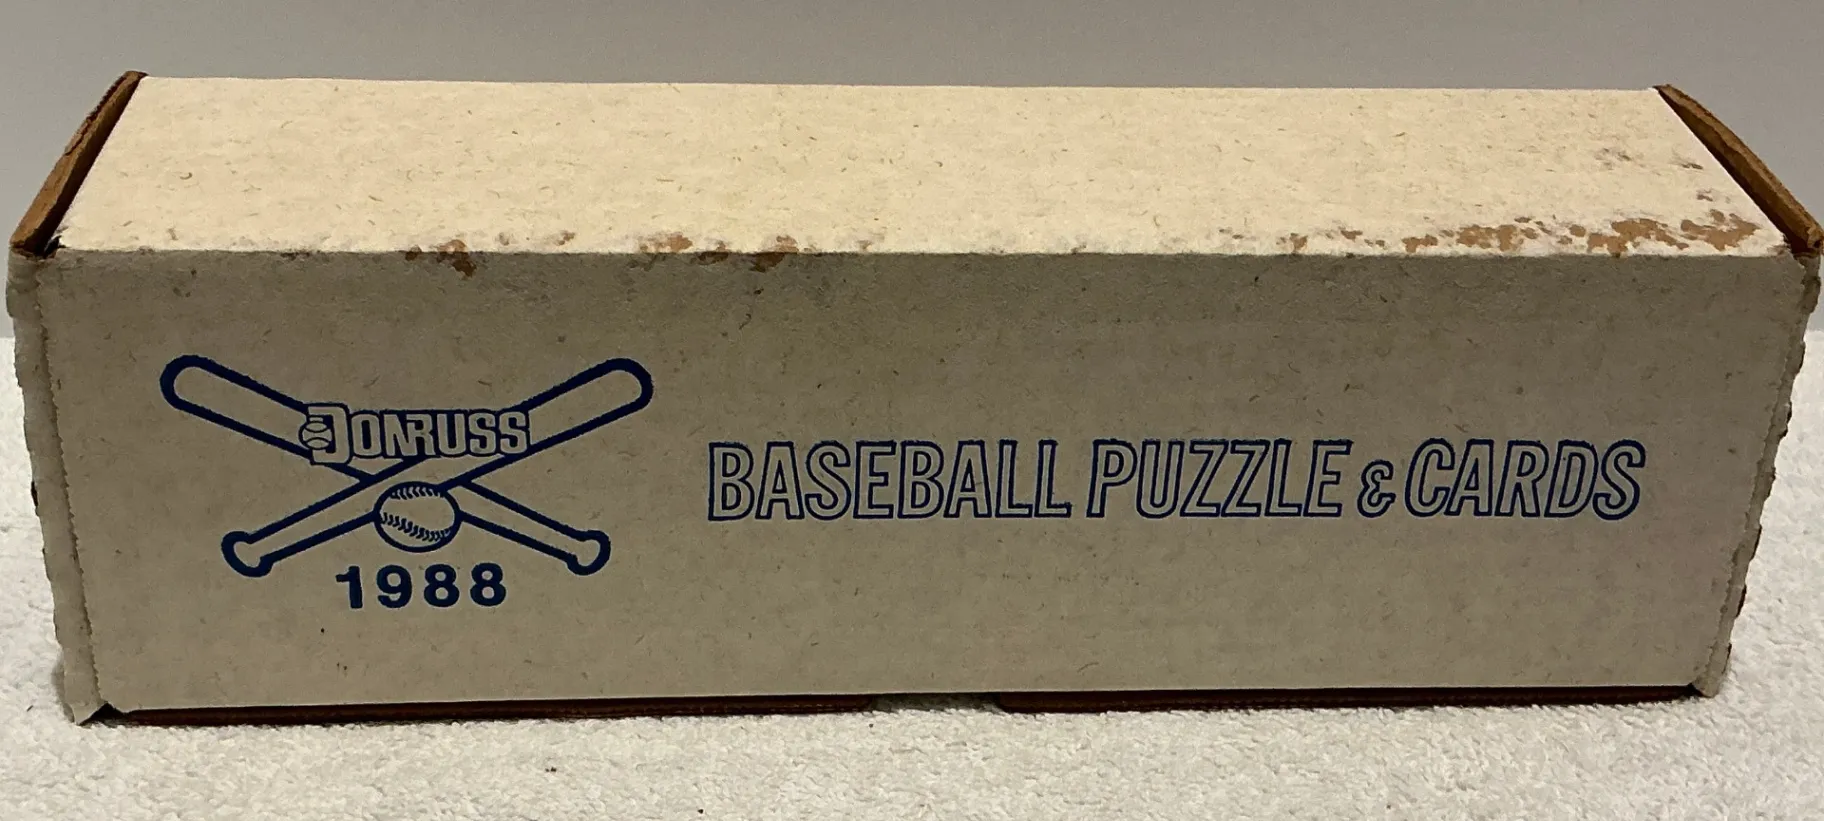 DONRUSS
1988
BASEBALL PUZZLE & CARDS